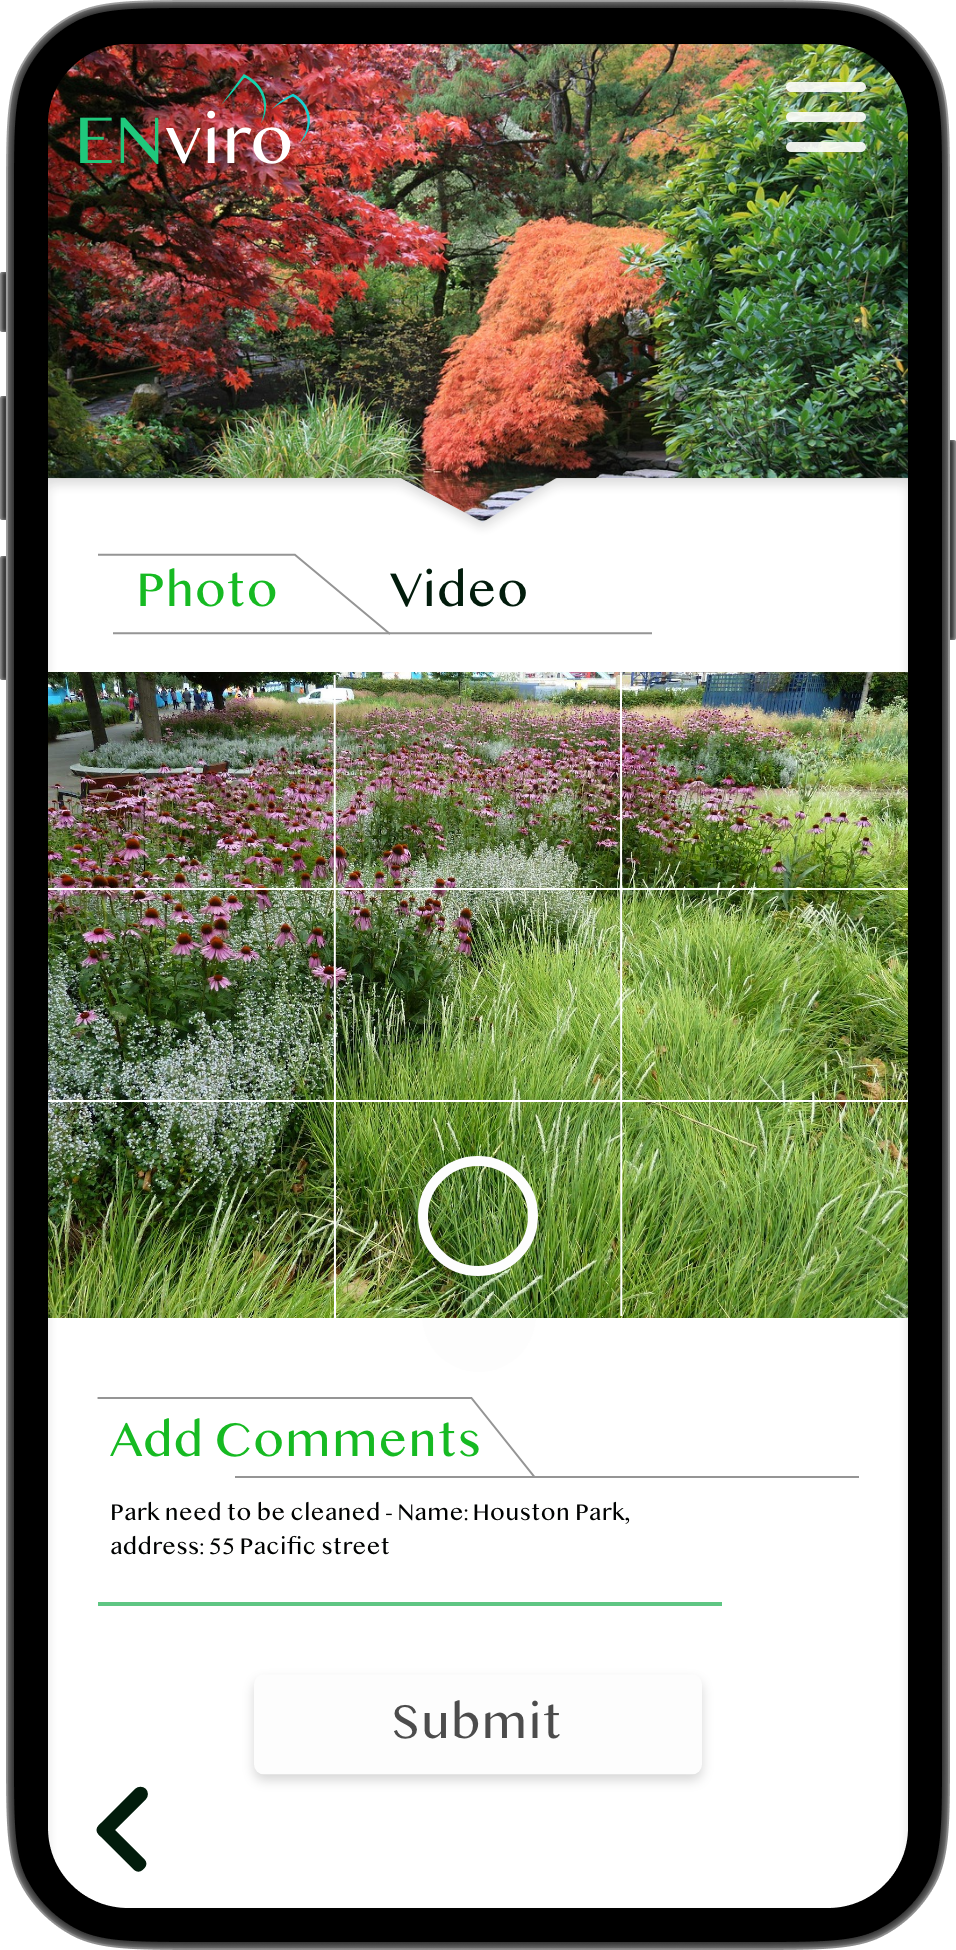 ENviro
Photo
Video
Add Comments
Park need to be cleaned - Name: Houston Park,
address: 55 Pacific street
Submit